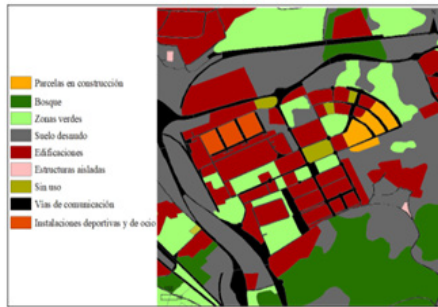 Parcelas en construcción
Bosque
Zonas verdes
Suelo desnudo
Edificaciones
Estructuras aisladas
Sin uso
Vías de comunicación
Instalaciones deportivas y de ocio